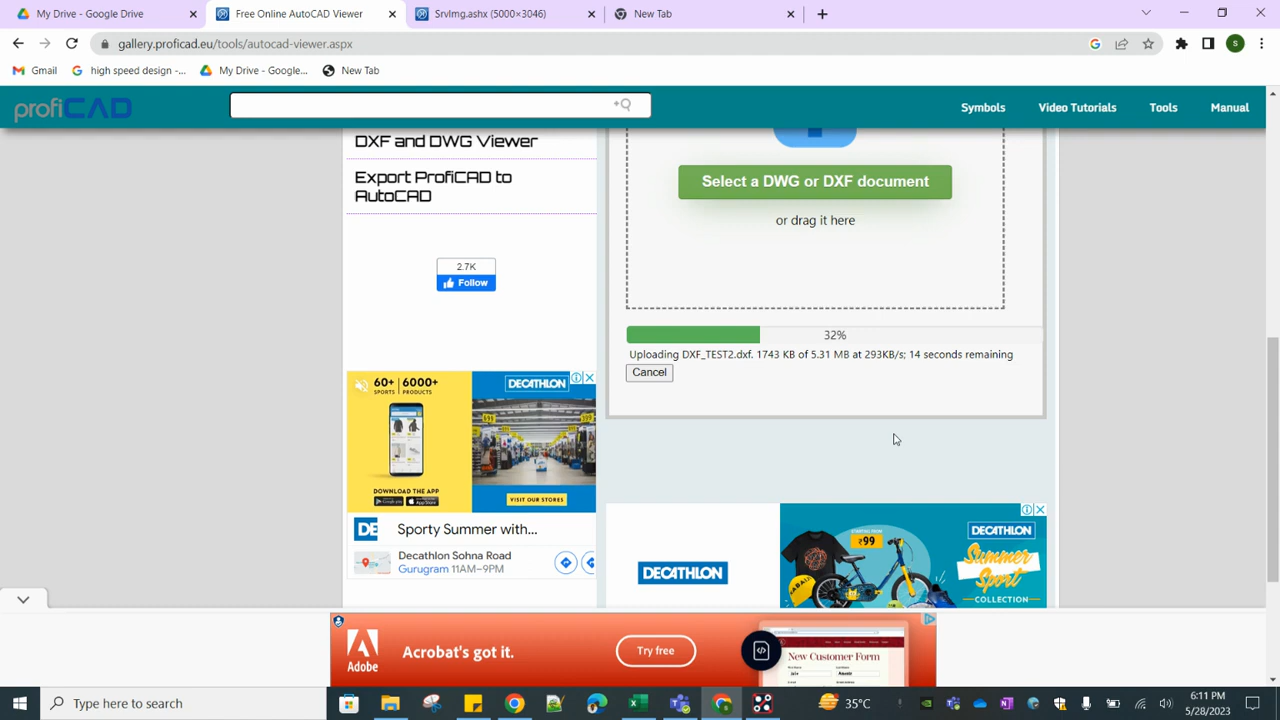 My Drive - Google Drive
Free Online AutoCAD Viewer
SrvImg.ashx (5000×3046)
New Tab
gallery.proficad.eu/tools/autocad-viewer.aspx
S
Gmail
high speed design -...
My Drive - Google...
New Tab
profiCAD
Symbols
Video Tutorials
Tools
Manual
DXF and DWG Viewer
Export ProfiCAD to
AutoCAD
2.7K
Follow
Select a DWG or DXF document
or drag it here
32%
Uploading DXF_TEST2.dxf. 1743 KB of 5.31 MB at 293KB/s; 14 seconds remaining
Cancel
60+ 6000+
SPORTS PRODUCTS
DECATHLON
DOWNLOAD THE APP
VISIT OUR STORES
DE
Sporty Summer with...
Decathlon Sohna Road
Gurugram 11AM–9PM
DECATHLON
STARTING FROM
₹99
DECATHLON
Summer
Sport
COLLECTION
Adobe
Acrobat's got it.
Try free
New Customer Form
Type here to search
35°C
6:11 PM
5/28/2023